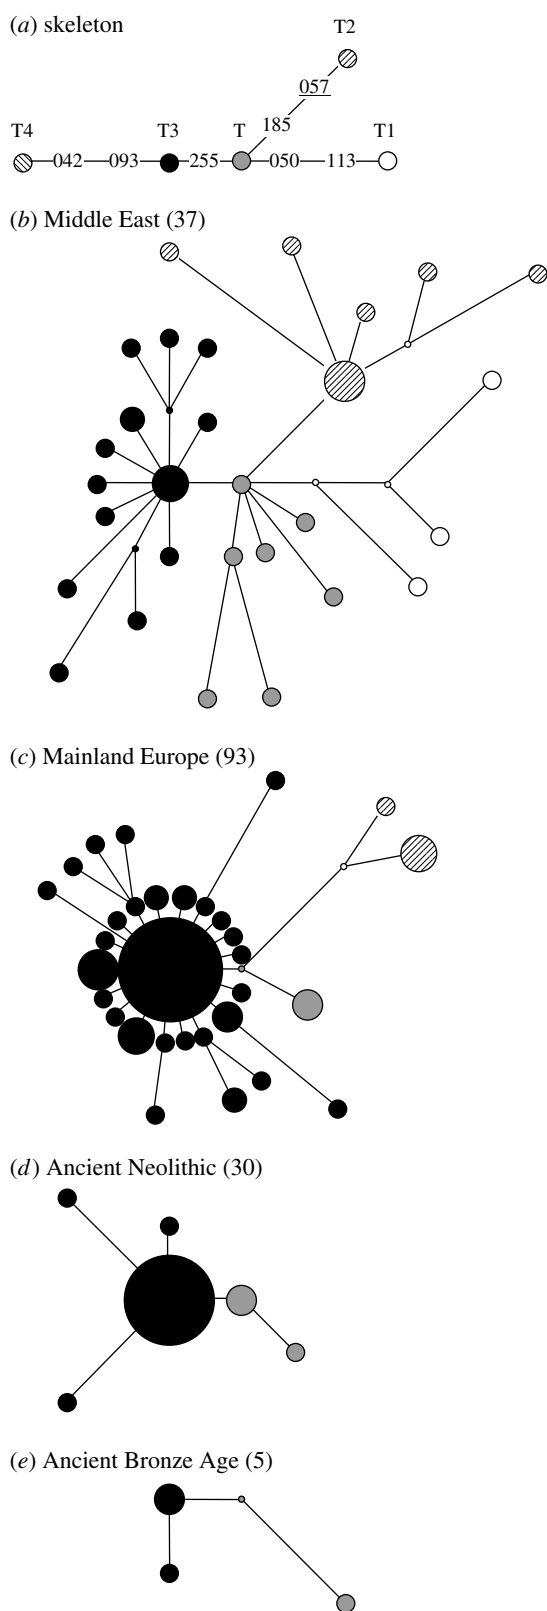 (a) skeleton
T2
057
185
T4 T3 T T1
042 093 255 050 113
(b) Middle East (37)
(c) Mainland Europe (93)
(d) Ancient Neolithic (30)
(e) Ancient Bronze Age (5)